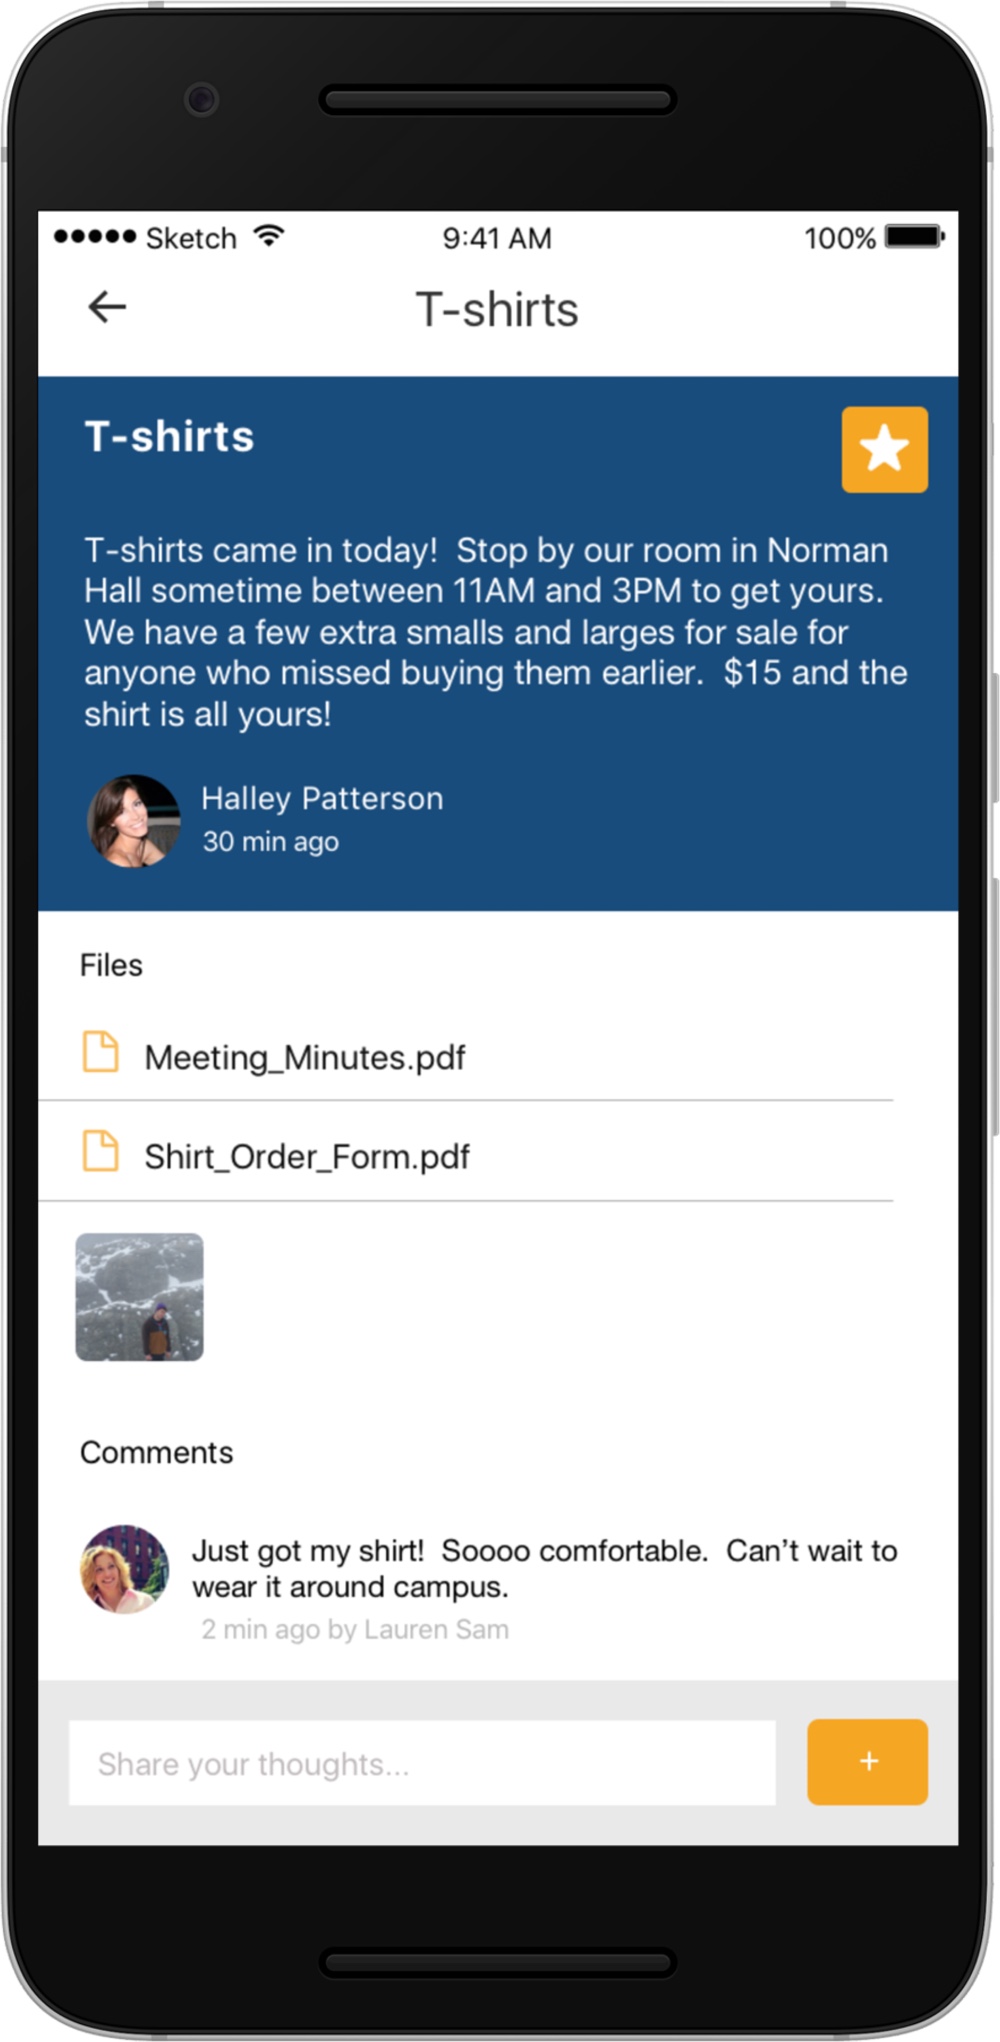 Sketch 9:41 AM 100%
T-shirts
T-shirts
T-shirts came in today!  Stop by our room in Norman
Hall sometime between 11AM and 3PM to get yours.
We have a few extra smalls and larges for sale for
anyone who missed buying them earlier.  $15 and the
shirt is all yours!
Halley Patterson
30 min ago
Files
Meeting_Minutes.pdf
Shirt_Order_Form.pdf
Comments
Just got my shirt!  Soooo comfortable.  Can’t wait to
wear it around campus.
2 min ago by Lauren Sam
Share your thoughts...
+